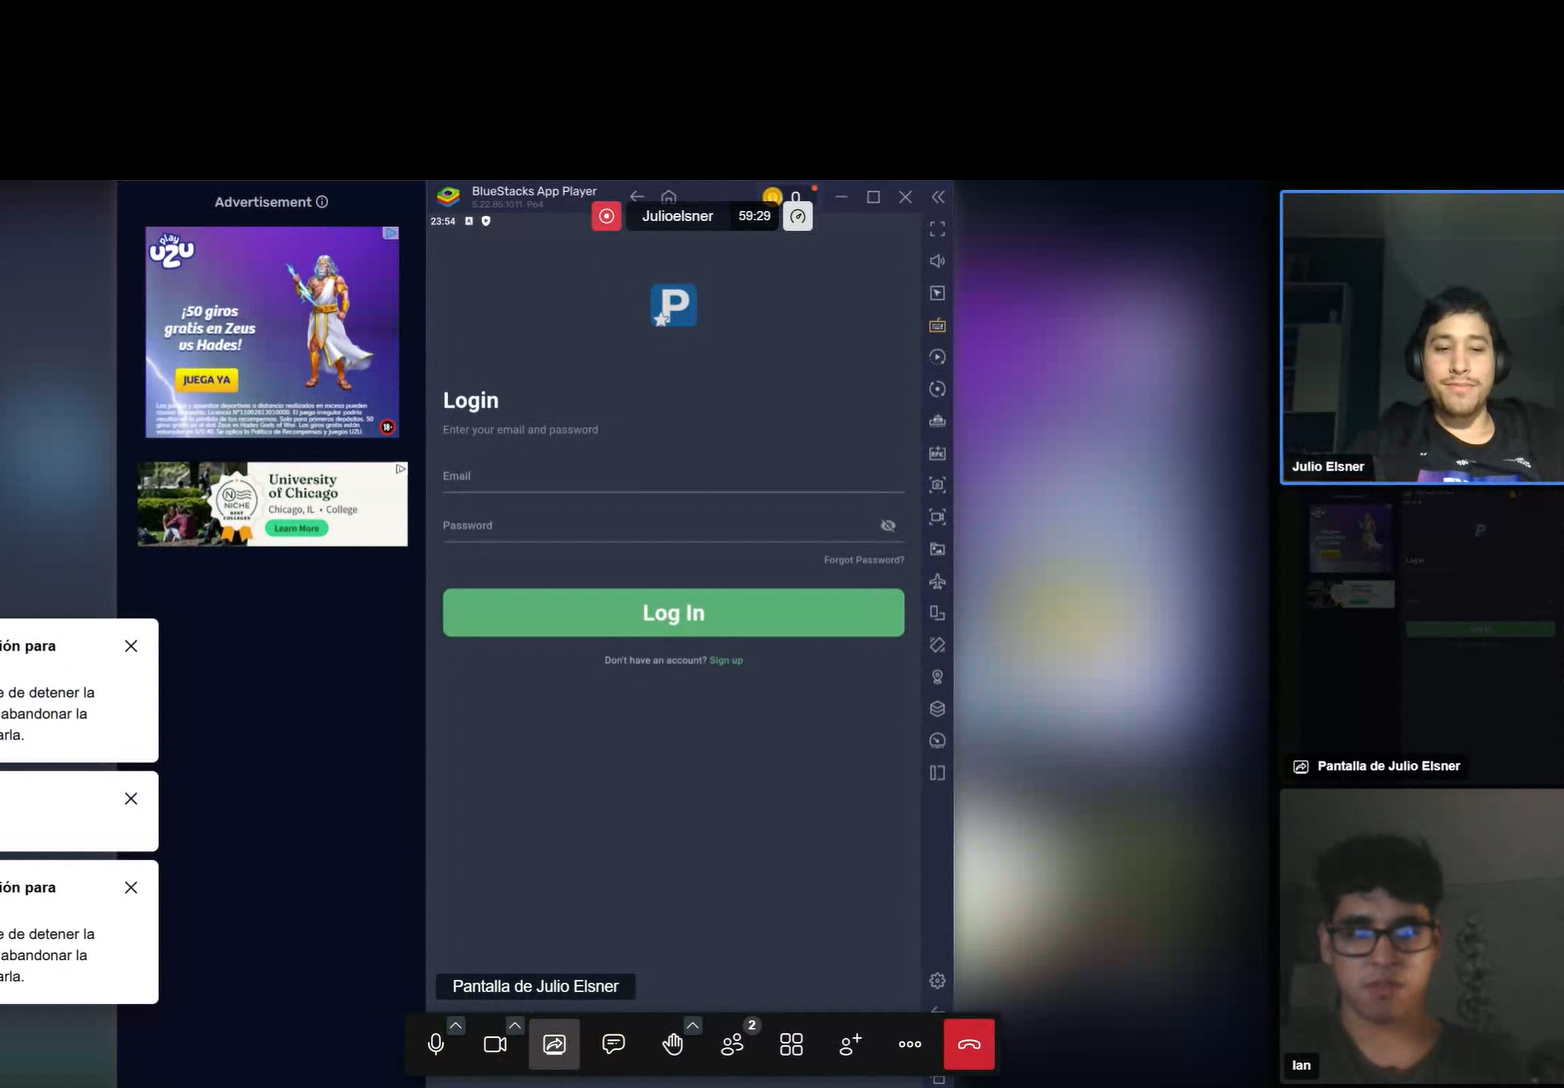 Advertisement
BlueStacks App Player
5.22.85.1011 P64
0
23:54
Julioelsner
59:29
play
UZU
¡50 giros
gratis en Zeus
vs Hades!
JUEGA YA
18+
University
of Chicago
Chicago, IL • College
Learn More
NICHE
BEST
COLLEGES
P
Login
Enter your email and password
Email
Password
Forgot Password?
Log In
Don't have an account? Sign up
ión para
e de detener la
abandonar la
arla.
ión para
e de detener la
abandonar la
arla.
Pantalla de Julio Elsner
2
Julio Elsner
Pantalla de Julio Elsner
Ian